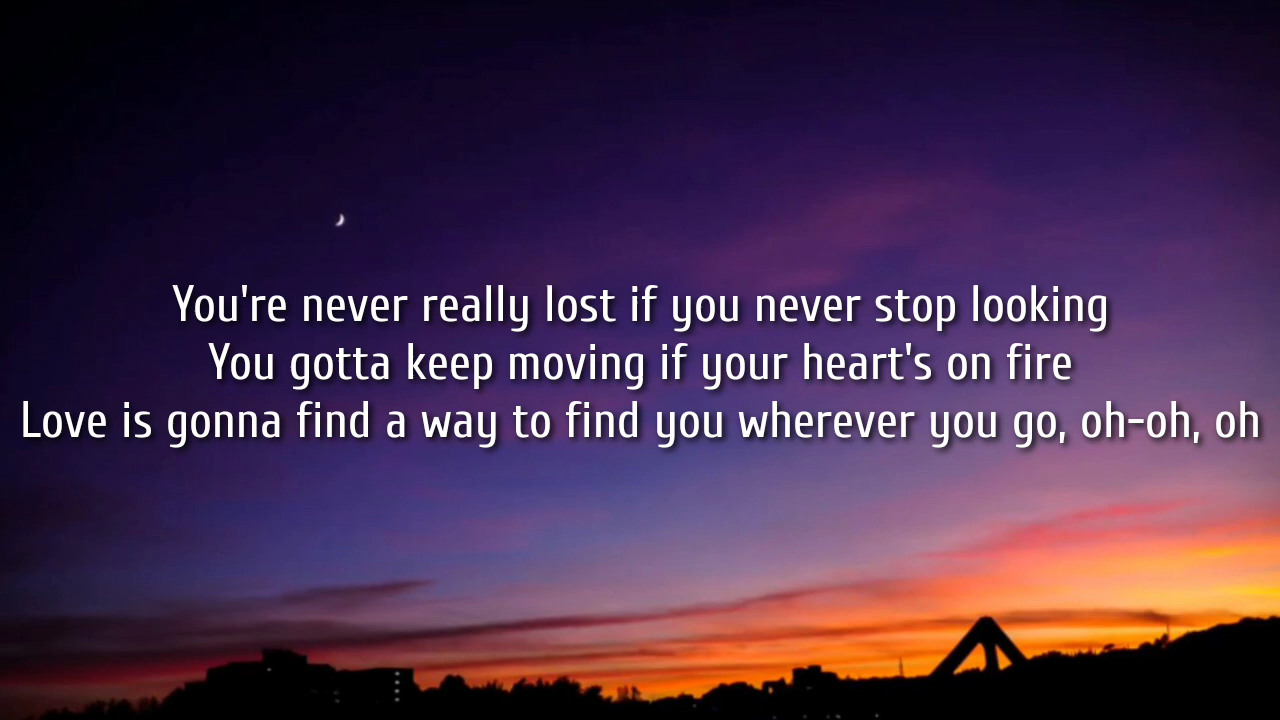 You're never really lost if you never stop looking
You gotta keep moving if your heart's on fire
Love is gonna find a way to find you wherever you go, oh-oh, oh